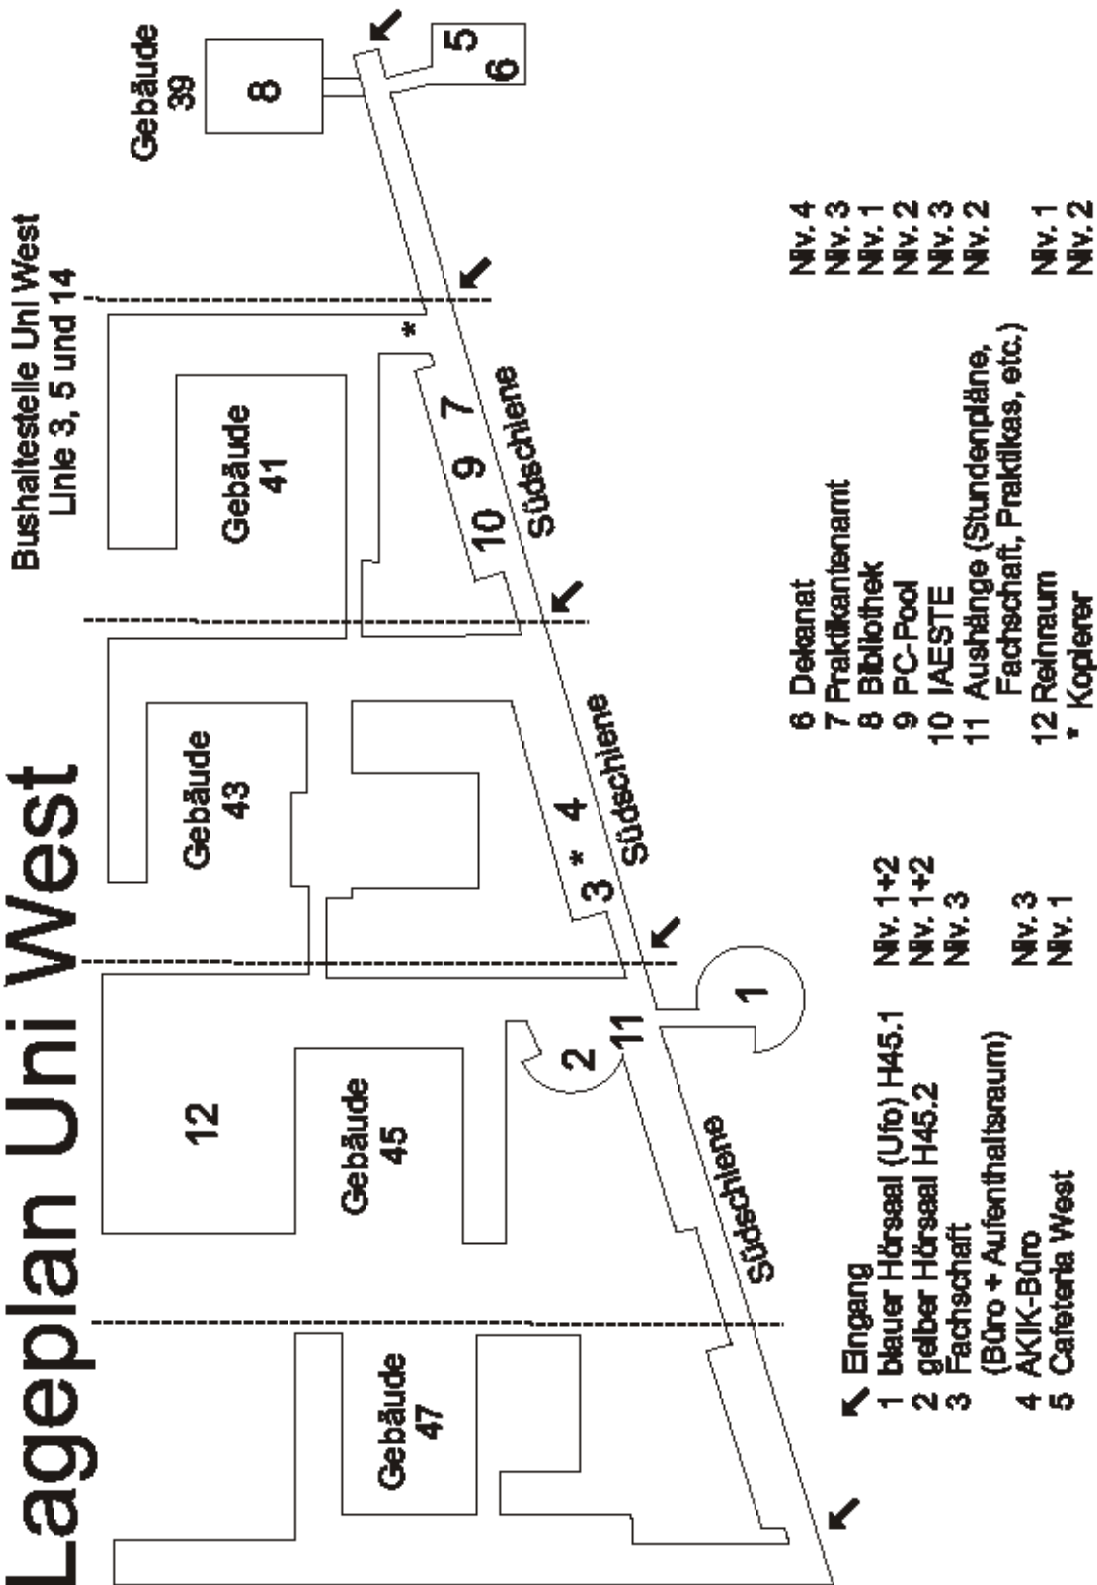 Lageplan Uni West
Bushaltestelle Uni West
Linie 3, 5 und 14
Gebäude
47
Gebäude
45
Gebäude
43
Gebäude
41
Gebäude
39
12
8
2
11
1
3
*
4
10
9
7
*
5
6
Südschiene
Südschiene
Südschiene
Eingang
1 blauer Hörsaal (Ufo) H45.1 Niv. 1+2
2 gelber Hörsaal H45.2 Niv. 1+2
3 Fachschaft Niv. 3
(Büro + Aufenthaltsraum)
4 AKIK-Büro Niv. 3
5 Cafeteria West Niv. 1
6 Dekanat Niv. 4
7 Praktikantenamt Niv. 3
8 Bibliothek Niv. 1
9 PC-Pool Niv. 2
10 IAESTE Niv. 3
11 Aushänge (Stundenpläne, Niv. 2
Fachschaft, Praktikas, etc.)
12 Reinraum Niv. 1
* Kopierer Niv. 2